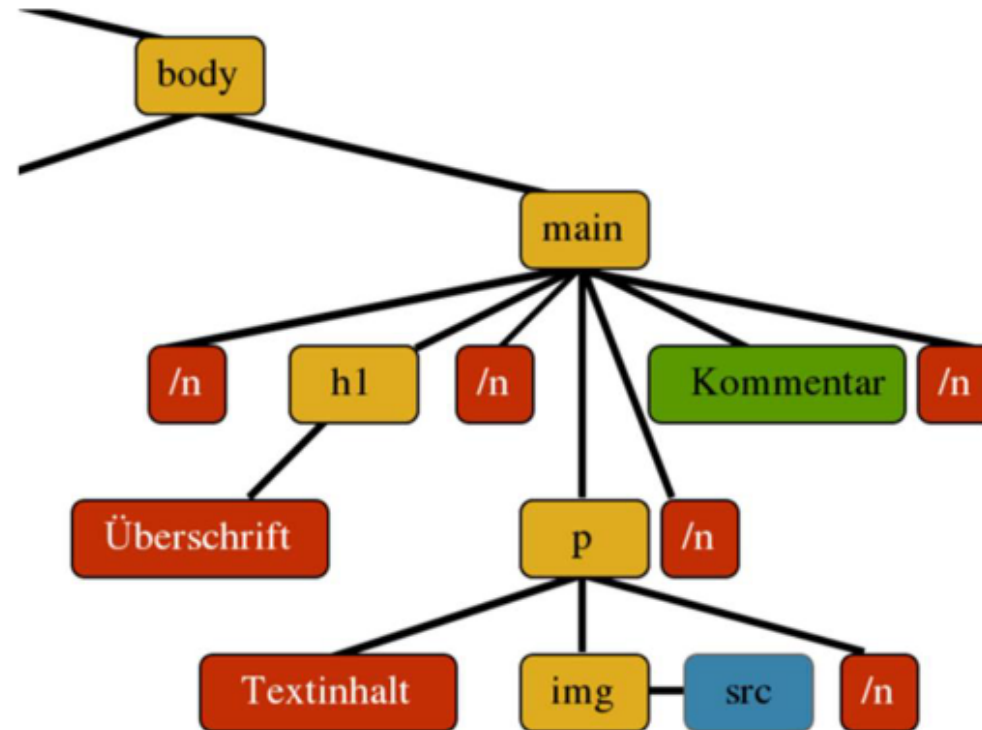 body
main
/n
h1
/n
Kommentar
/n
Überschrift
p
/n
Textinhalt
img
src
/n